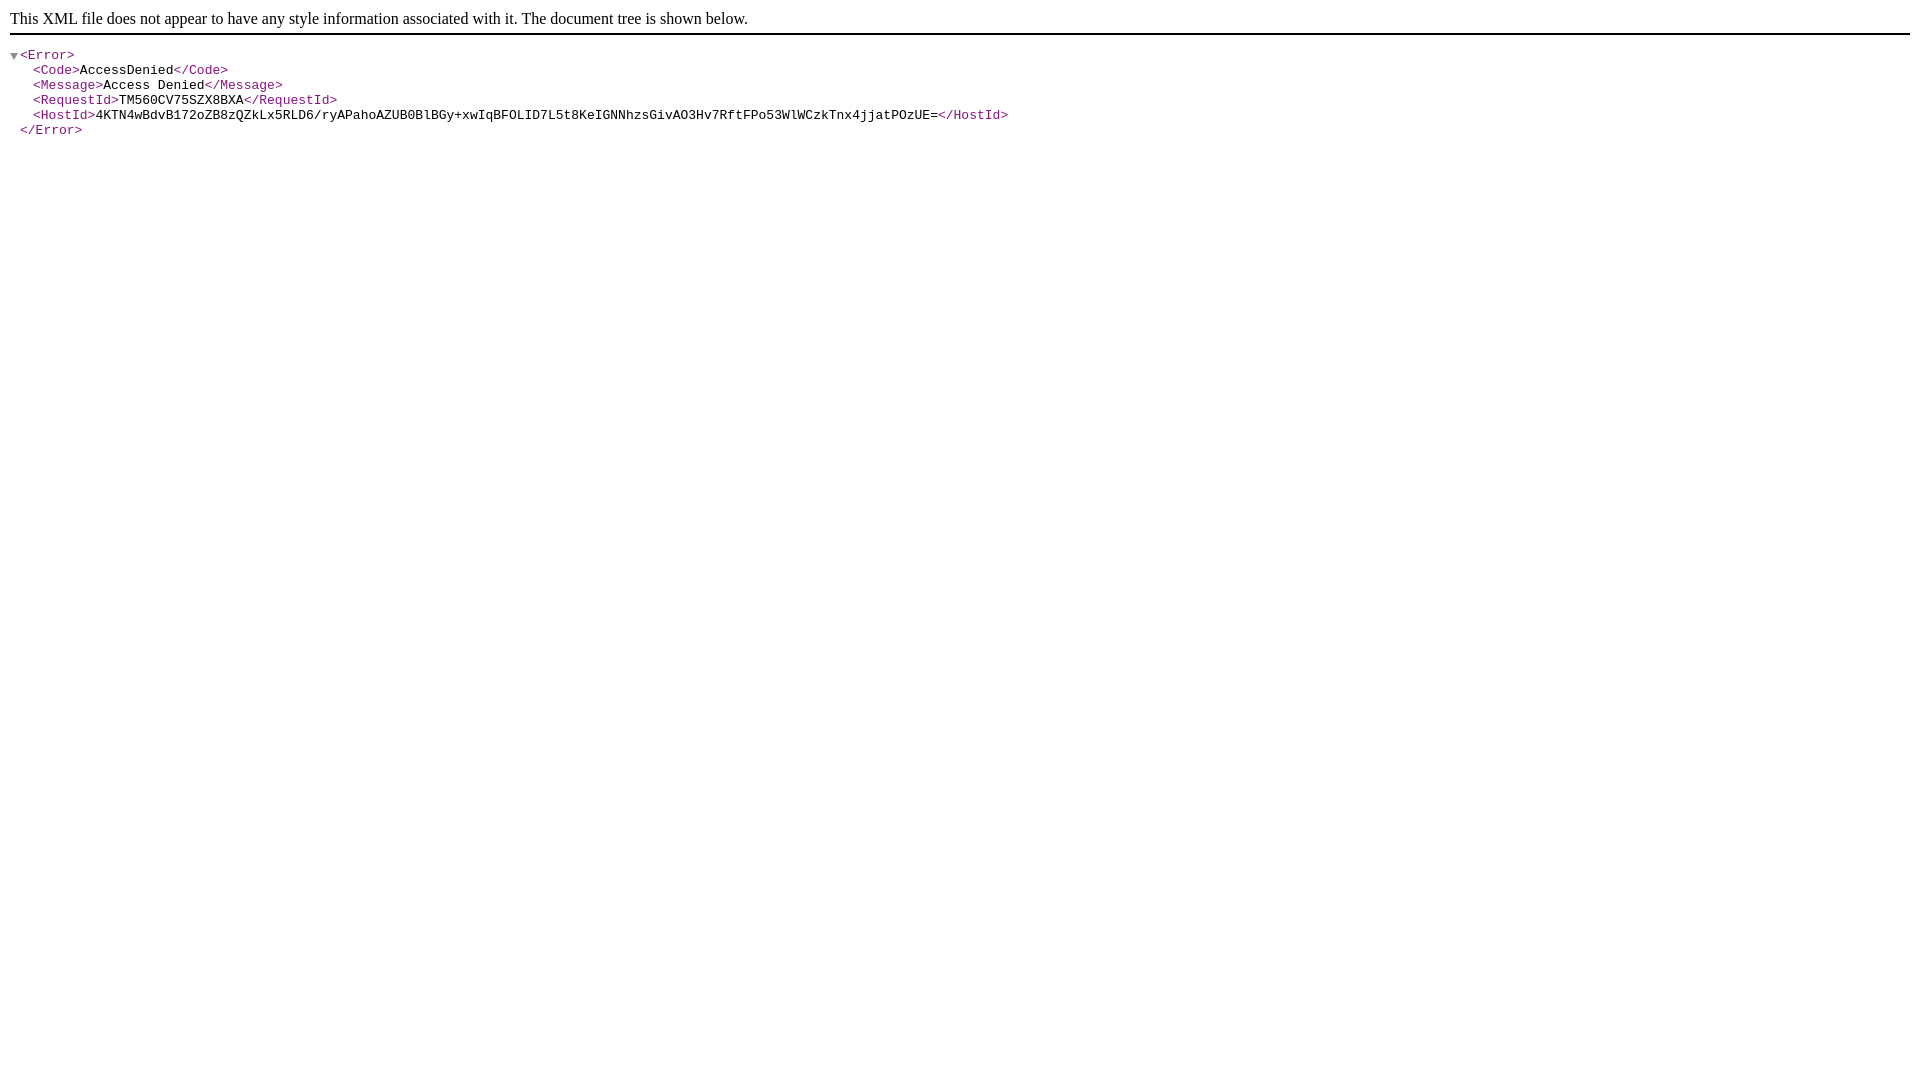 This XML file does not appear to have any style information associated with it. The document tree is shown below.
<Error>
<Code>AccessDenied</Code>
<Message>Access Denied</Message>
<RequestId>TM560CV75SZX8BXA</RequestId>
<HostId>4KTN4wBdvB172oZB8zQZkLx5RLD6/ryAPahoAZUB0BlBGy+xwIqBFOLID7L5t8KeIGNNhzsGivAO3Hv7RftFPo53WlWCzkTnx4jjatPOzUE=</HostId>
</Error>